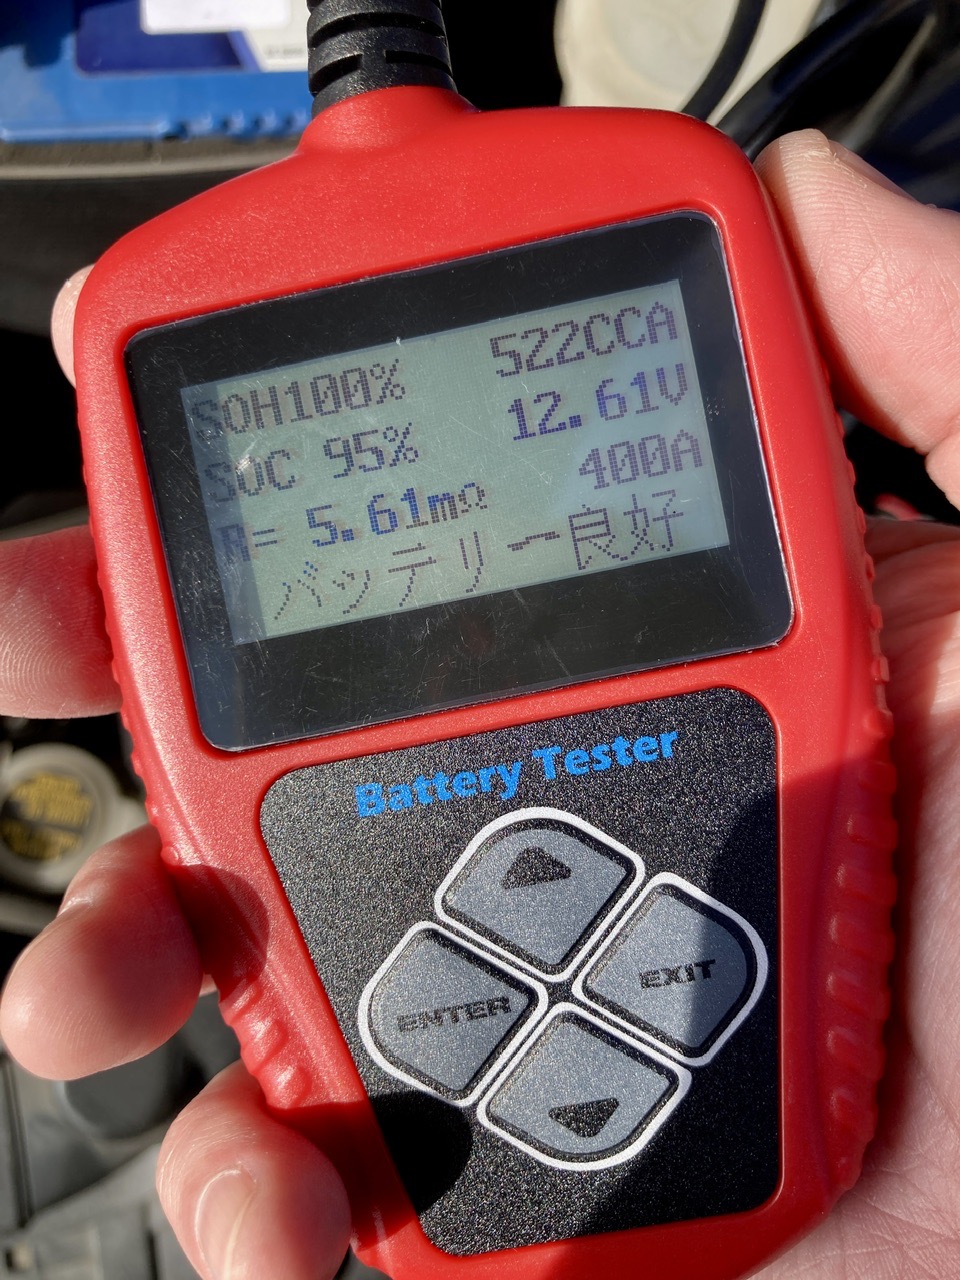 SOH100% 522CCA
SOC 95% 12.61V
R= 5.61mΩ 400A
バッテリー良好
Battery Tester
ENTER
EXIT